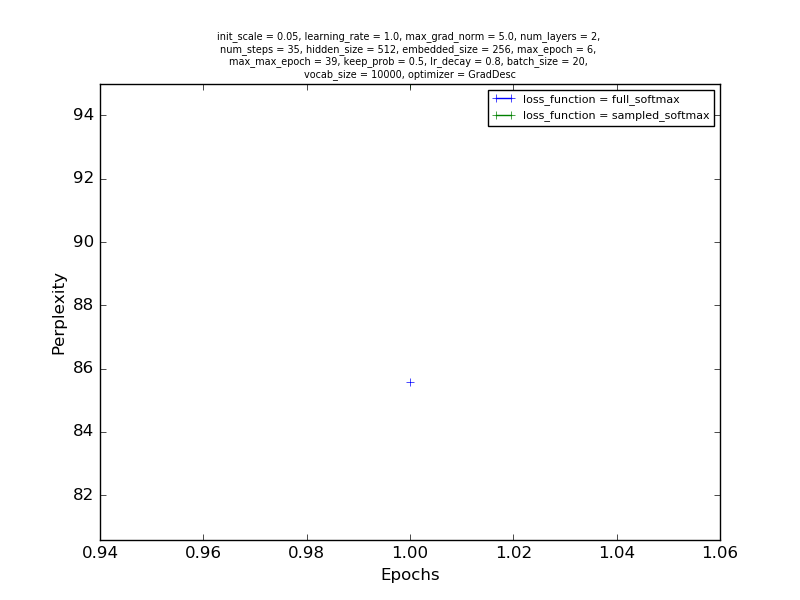 init_scale = 0.05, learning_rate = 1.0, max_grad_norm = 5.0, num_layers = 2,
num_steps = 35, hidden_size = 512, embedded_size = 256, max_epoch = 6,
max_max_epoch = 39, keep_prob = 0.5, lr_decay = 0.8, batch_size = 20,
vocab_size = 10000, optimizer = GradDesc
loss_function = full_softmax
loss_function = sampled_softmax
94
92
90
88
86
84
82
Perplexity
0.94 0.96 0.98 1.00 1.02 1.04 1.06
Epochs